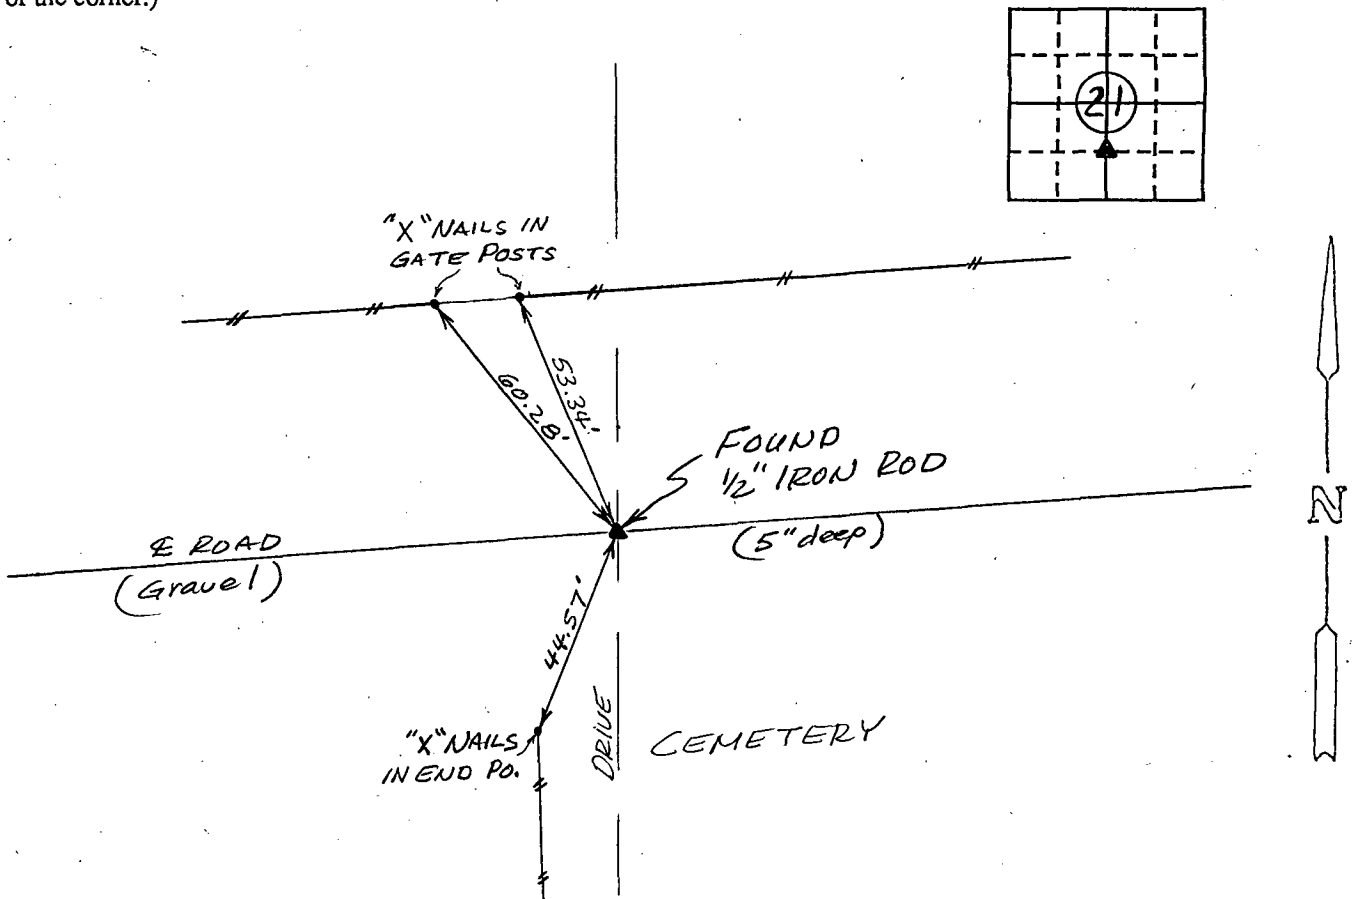 of the corner.)
21
"X" NAILS IN
GATE POSTS
60.28'
53.34'
FOUND
1/2" IRON ROD
(5" deep)
℄ ROAD
(Gravel)
N
44.57'
"X" NAILS
IN END PO.
DRIVE
CEMETERY